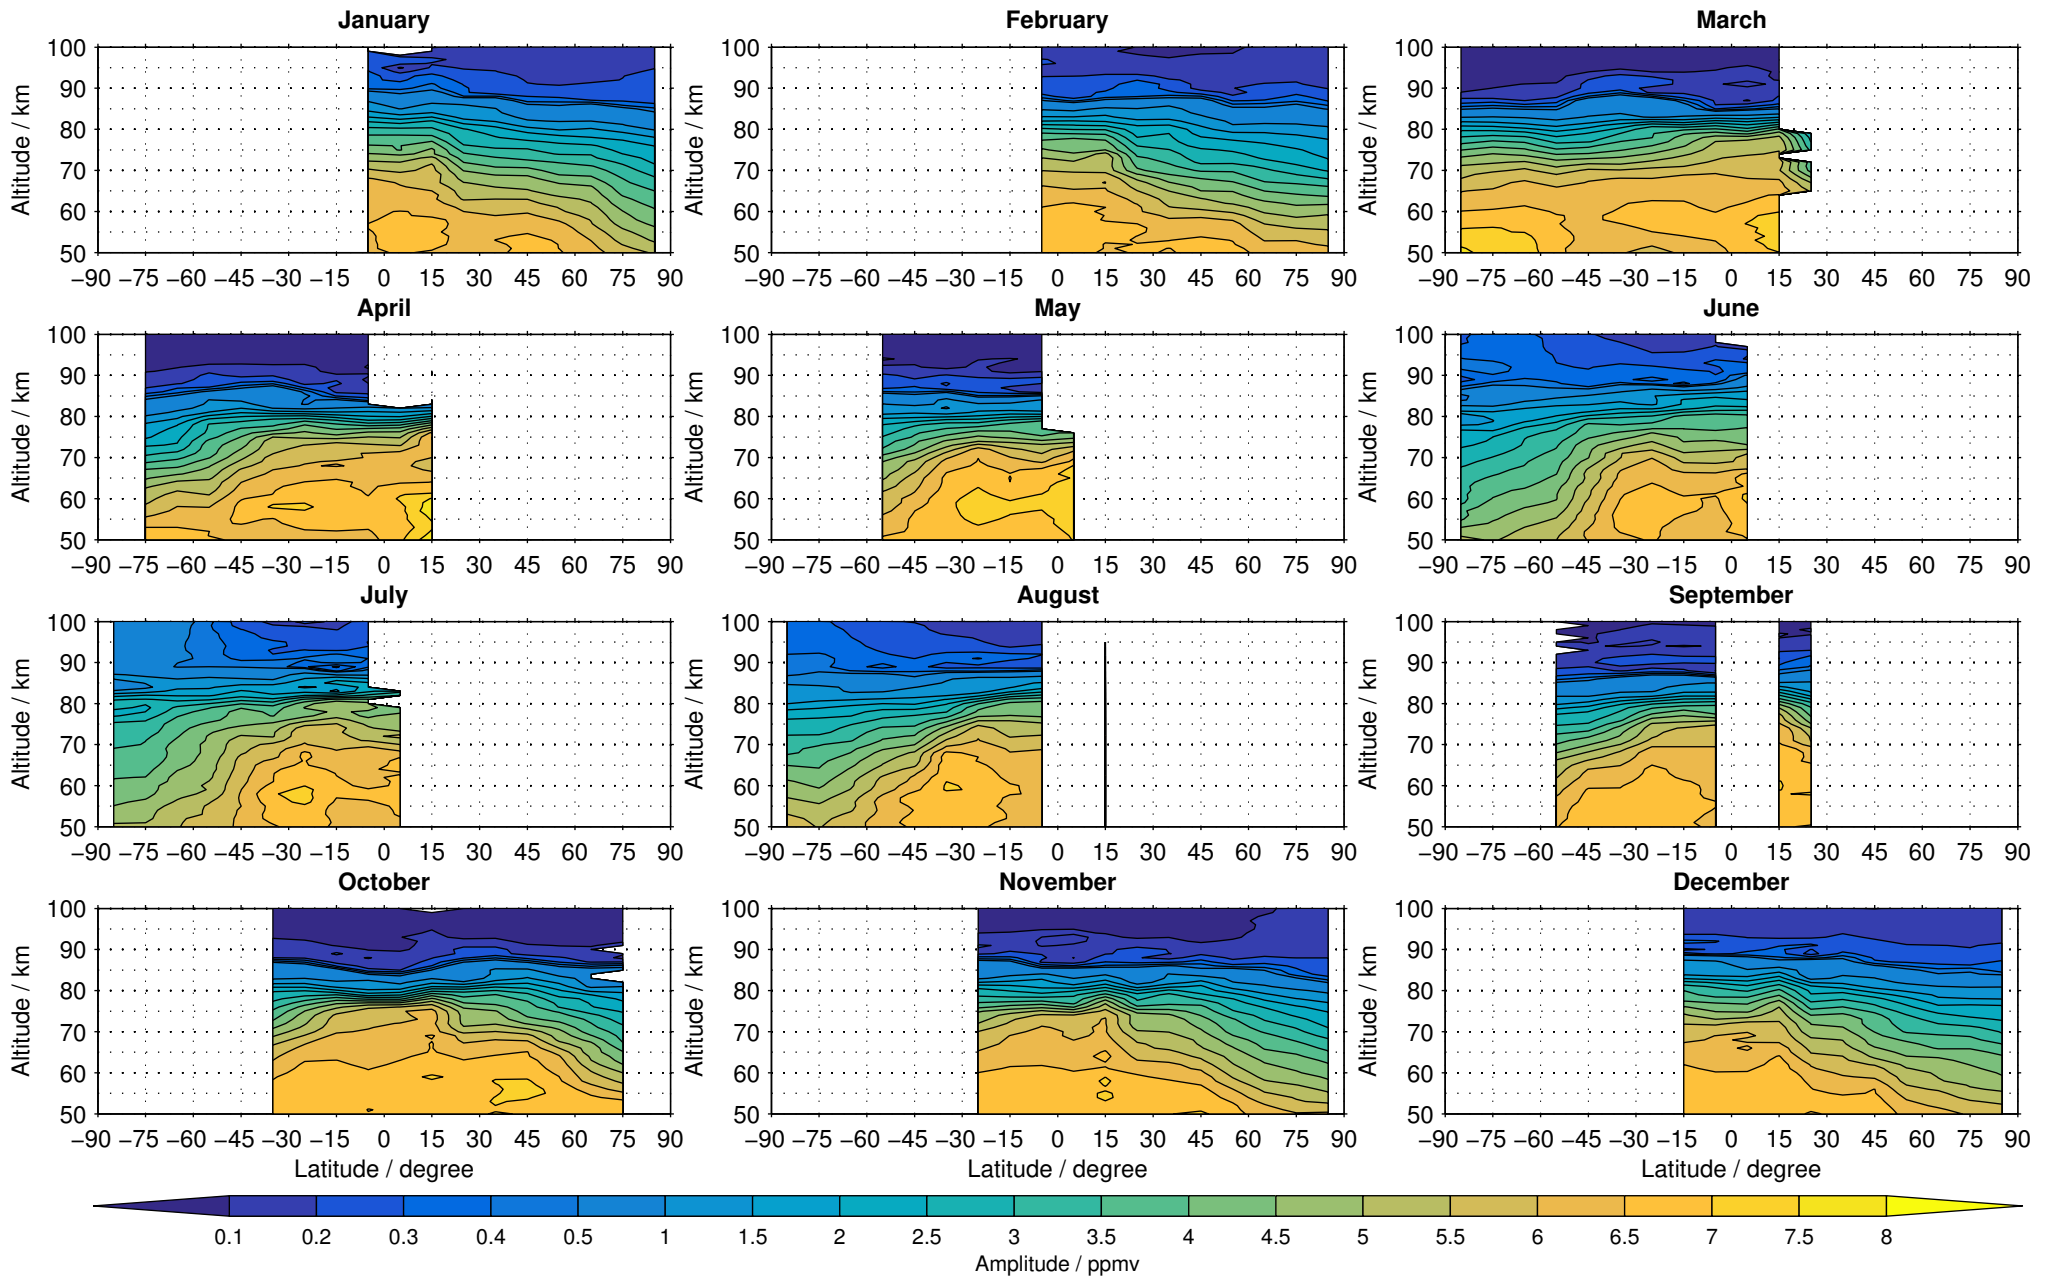 January February March
100 100 100
90 90 90
80 80 80
70 70 70
60 60 60
50 50 50
Altitude / km Altitude / km Altitude / km
−90 −75 −60 −45 −30 −15 0 15 30 45 60 75 90 −90 −75 −60 −45 −30 −15 0 15 30 45 60 75 90 −90 −75 −60 −45 −30 −15 0 15 30 45 60 75 90
April May June
100 100 100
90 90 90
80 80 80
70 70 70
60 60 60
50 50 50
Altitude / km Altitude / km Altitude / km
−90 −75 −60 −45 −30 −15 0 15 30 45 60 75 90 −90 −75 −60 −45 −30 −15 0 15 30 45 60 75 90 −90 −75 −60 −45 −30 −15 0 15 30 45 60 75 90
July August September
100 100 100
90 90 90
80 80 80
70 70 70
60 60 60
50 50 50
Altitude / km Altitude / km Altitude / km
−90 −75 −60 −45 −30 −15 0 15 30 45 60 75 90 −90 −75 −60 −45 −30 −15 0 15 30 45 60 75 90 −90 −75 −60 −45 −30 −15 0 15 30 45 60 75 90
October November December
100 100 100
90 90 90
80 80 80
70 70 70
60 60 60
50 50 50
Altitude / km Altitude / km Altitude / km
−90 −75 −60 −45 −30 −15 0 15 30 45 60 75 90 −90 −75 −60 −45 −30 −15 0 15 30 45 60 75 90 −90 −75 −60 −45 −30 −15 0 15 30 45 60 75 90
Latitude / degree Latitude / degree Latitude / degree
0.1 0.2 0.3 0.4 0.5 1 1.5 2 2.5 3 3.5 4 4.5 5 5.5 6 6.5 7 7.5 8
Amplitude / ppmv